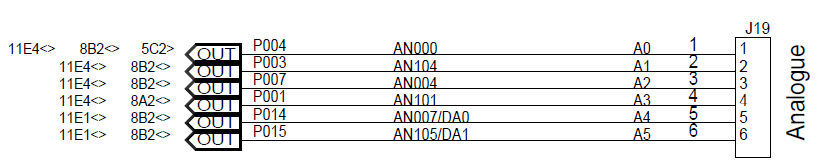 J19
11E4<> 8B2<> 5C2> OUT P004 AN000 A0 1 1
11E4<> 8B2<> OUT P003 AN104 A1 2 2
11E4<> 8B2<> OUT P007 AN004 A2 3 3
11E4<> 8A2<> OUT P001 AN101 A3 4 4
11E1<> 8B2<> OUT P014 AN007/DA0 A4 5 5
11E1<> 8B2<> OUT P015 AN105/DA1 A5 6 6
Analogue